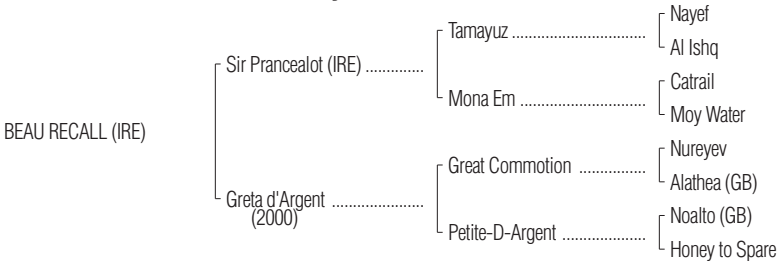 Nayef
Tamayuz ..............................
Al Ishq
Sir Prancealot (IRE) .............
Catrail
Mona Em ............................
Moy Water
BEAU RECALL (IRE)
Nureyev
Great Commotion ...............
Alathea (GB)
Greta d'Argent .....................
(2000)
Noalto (GB)
Petite-D-Argent ...................
Honey to Spare